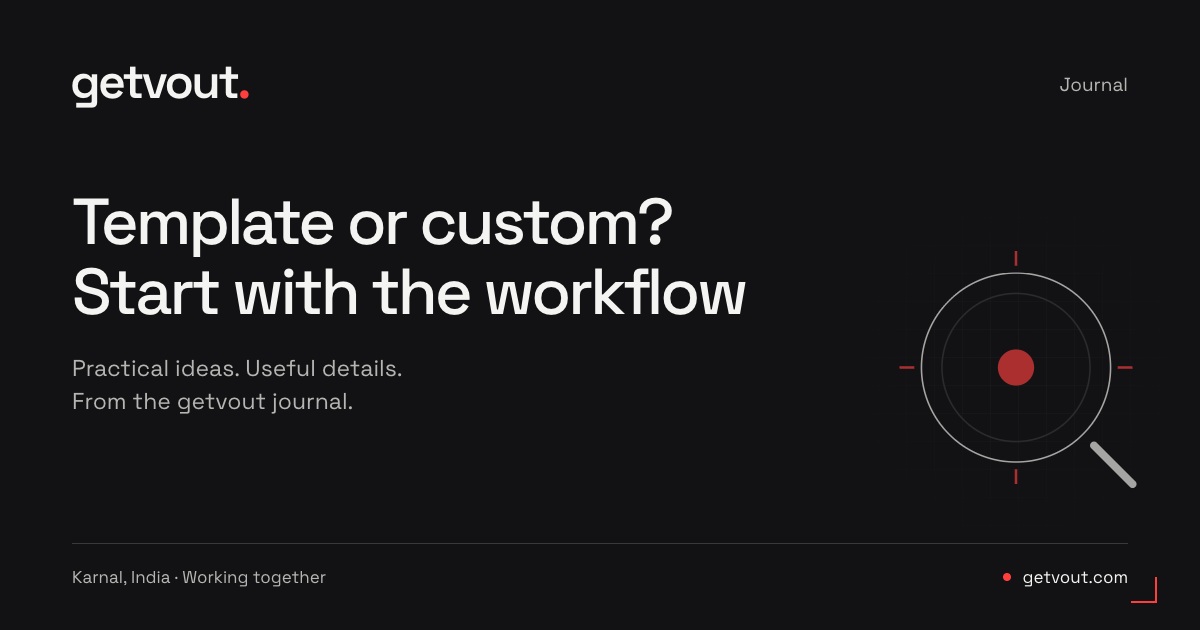 getvout.
Journal
Template or custom?
Start with the workflow
Practical ideas. Useful details.
From the getvout journal.
Karnal, India · Working together
getvout.com